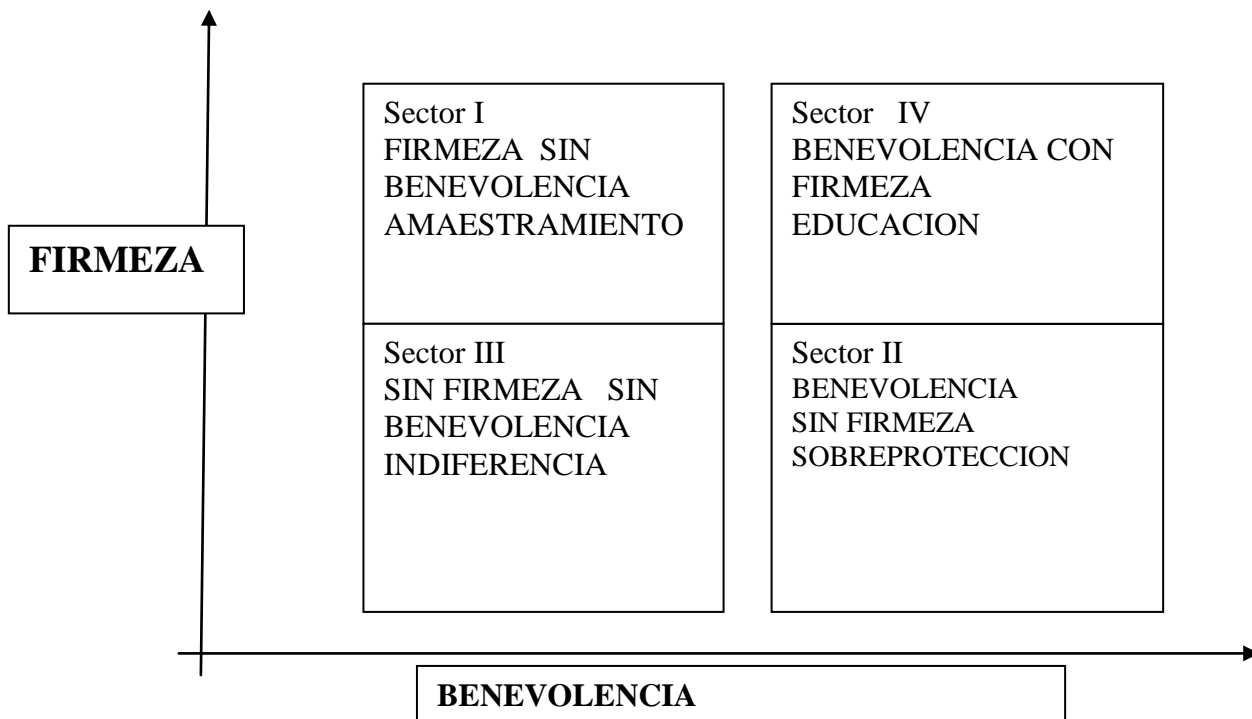 Sector I
FIRMEZA SIN
BENEVOLENCIA
AMAESTRAMIENTO
Sector IV
BENEVOLENCIA CON
FIRMEZA
EDUCACION
FIRMEZA
Sector III
SIN FIRMEZA SIN
BENEVOLENCIA
INDIFERENCIA
Sector II
BENEVOLENCIA
SIN FIRMEZA
SOBREPROTECCION
BENEVOLENCIA